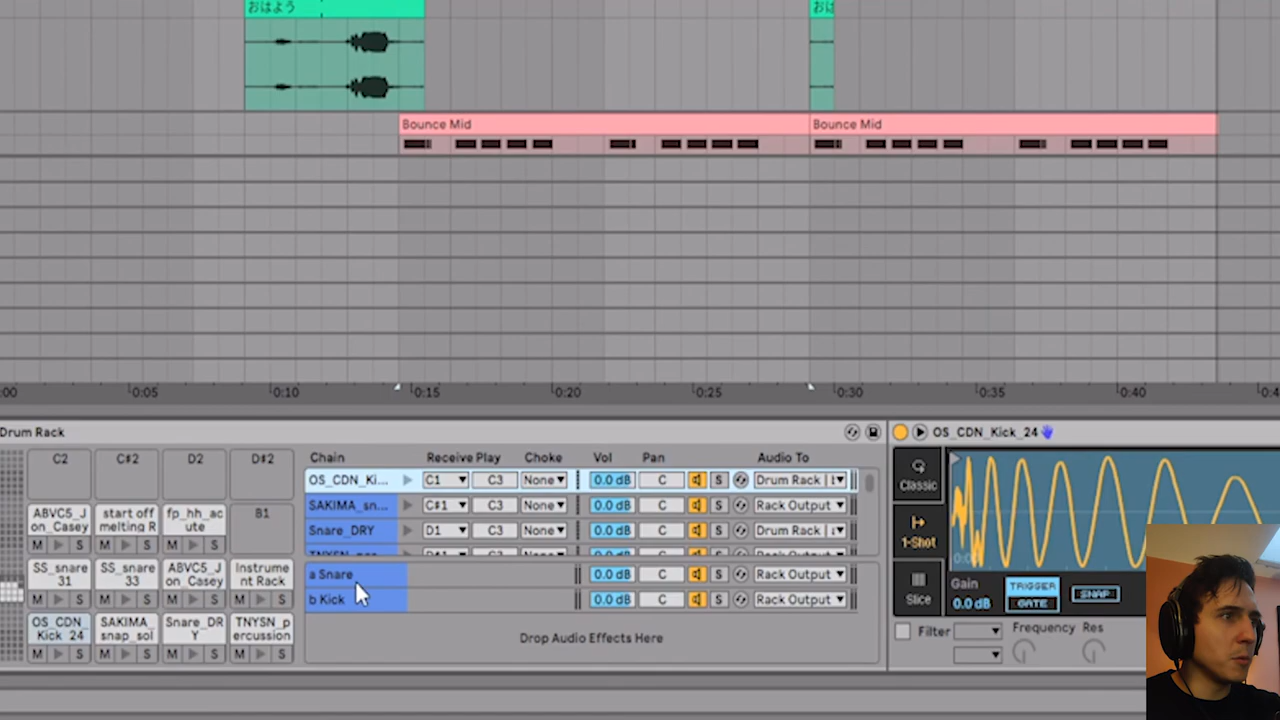 おはよう
おは
Bounce Mid
Bounce Mid
:00
0:05
0:10
0:15
0:20
0:25
0:30
0:35
0:40
0:4
Drum Rack
OS_CDN_Kick_24
C2
C#2
D2
D#2
Chain
Receive
Play
Choke
Vol
Pan
Audio To
OS_CDN_Ki...
C1
C3
None
0.0 dB
C
S
Drum Rack | I
SAKIMA_sn...
C#1
C3
None
0.0 dB
C
S
Rack Output
Snare_DRY
D1
C3
None
0.0 dB
C
S
Drum Rack | I
a Snare
0.0 dB
C
S
Rack Output
b Kick
0.0 dB
C
S
Rack Output
Drop Audio Effects Here
ABVC5_J
on_Casey
M
S
start off
melting R
M
S
fp_hh_ac
ute
M
S
B1
SS_snare
31
M
S
SS_snare
33
M
S
ABVC5_J
on_Casey
M
S
Instrume
nt Rack
M
S
OS_CDN
Kick 24
M
S
SAKIMA_
snap_sol
M
S
Snare_DR
Y
M
S
TNYSN_p
ercussion
M
S
Classic
1-Shot
Slice
Gain
0.0 dB
TRIGGER
GATE
SNAP
Filter
Frequency
Res